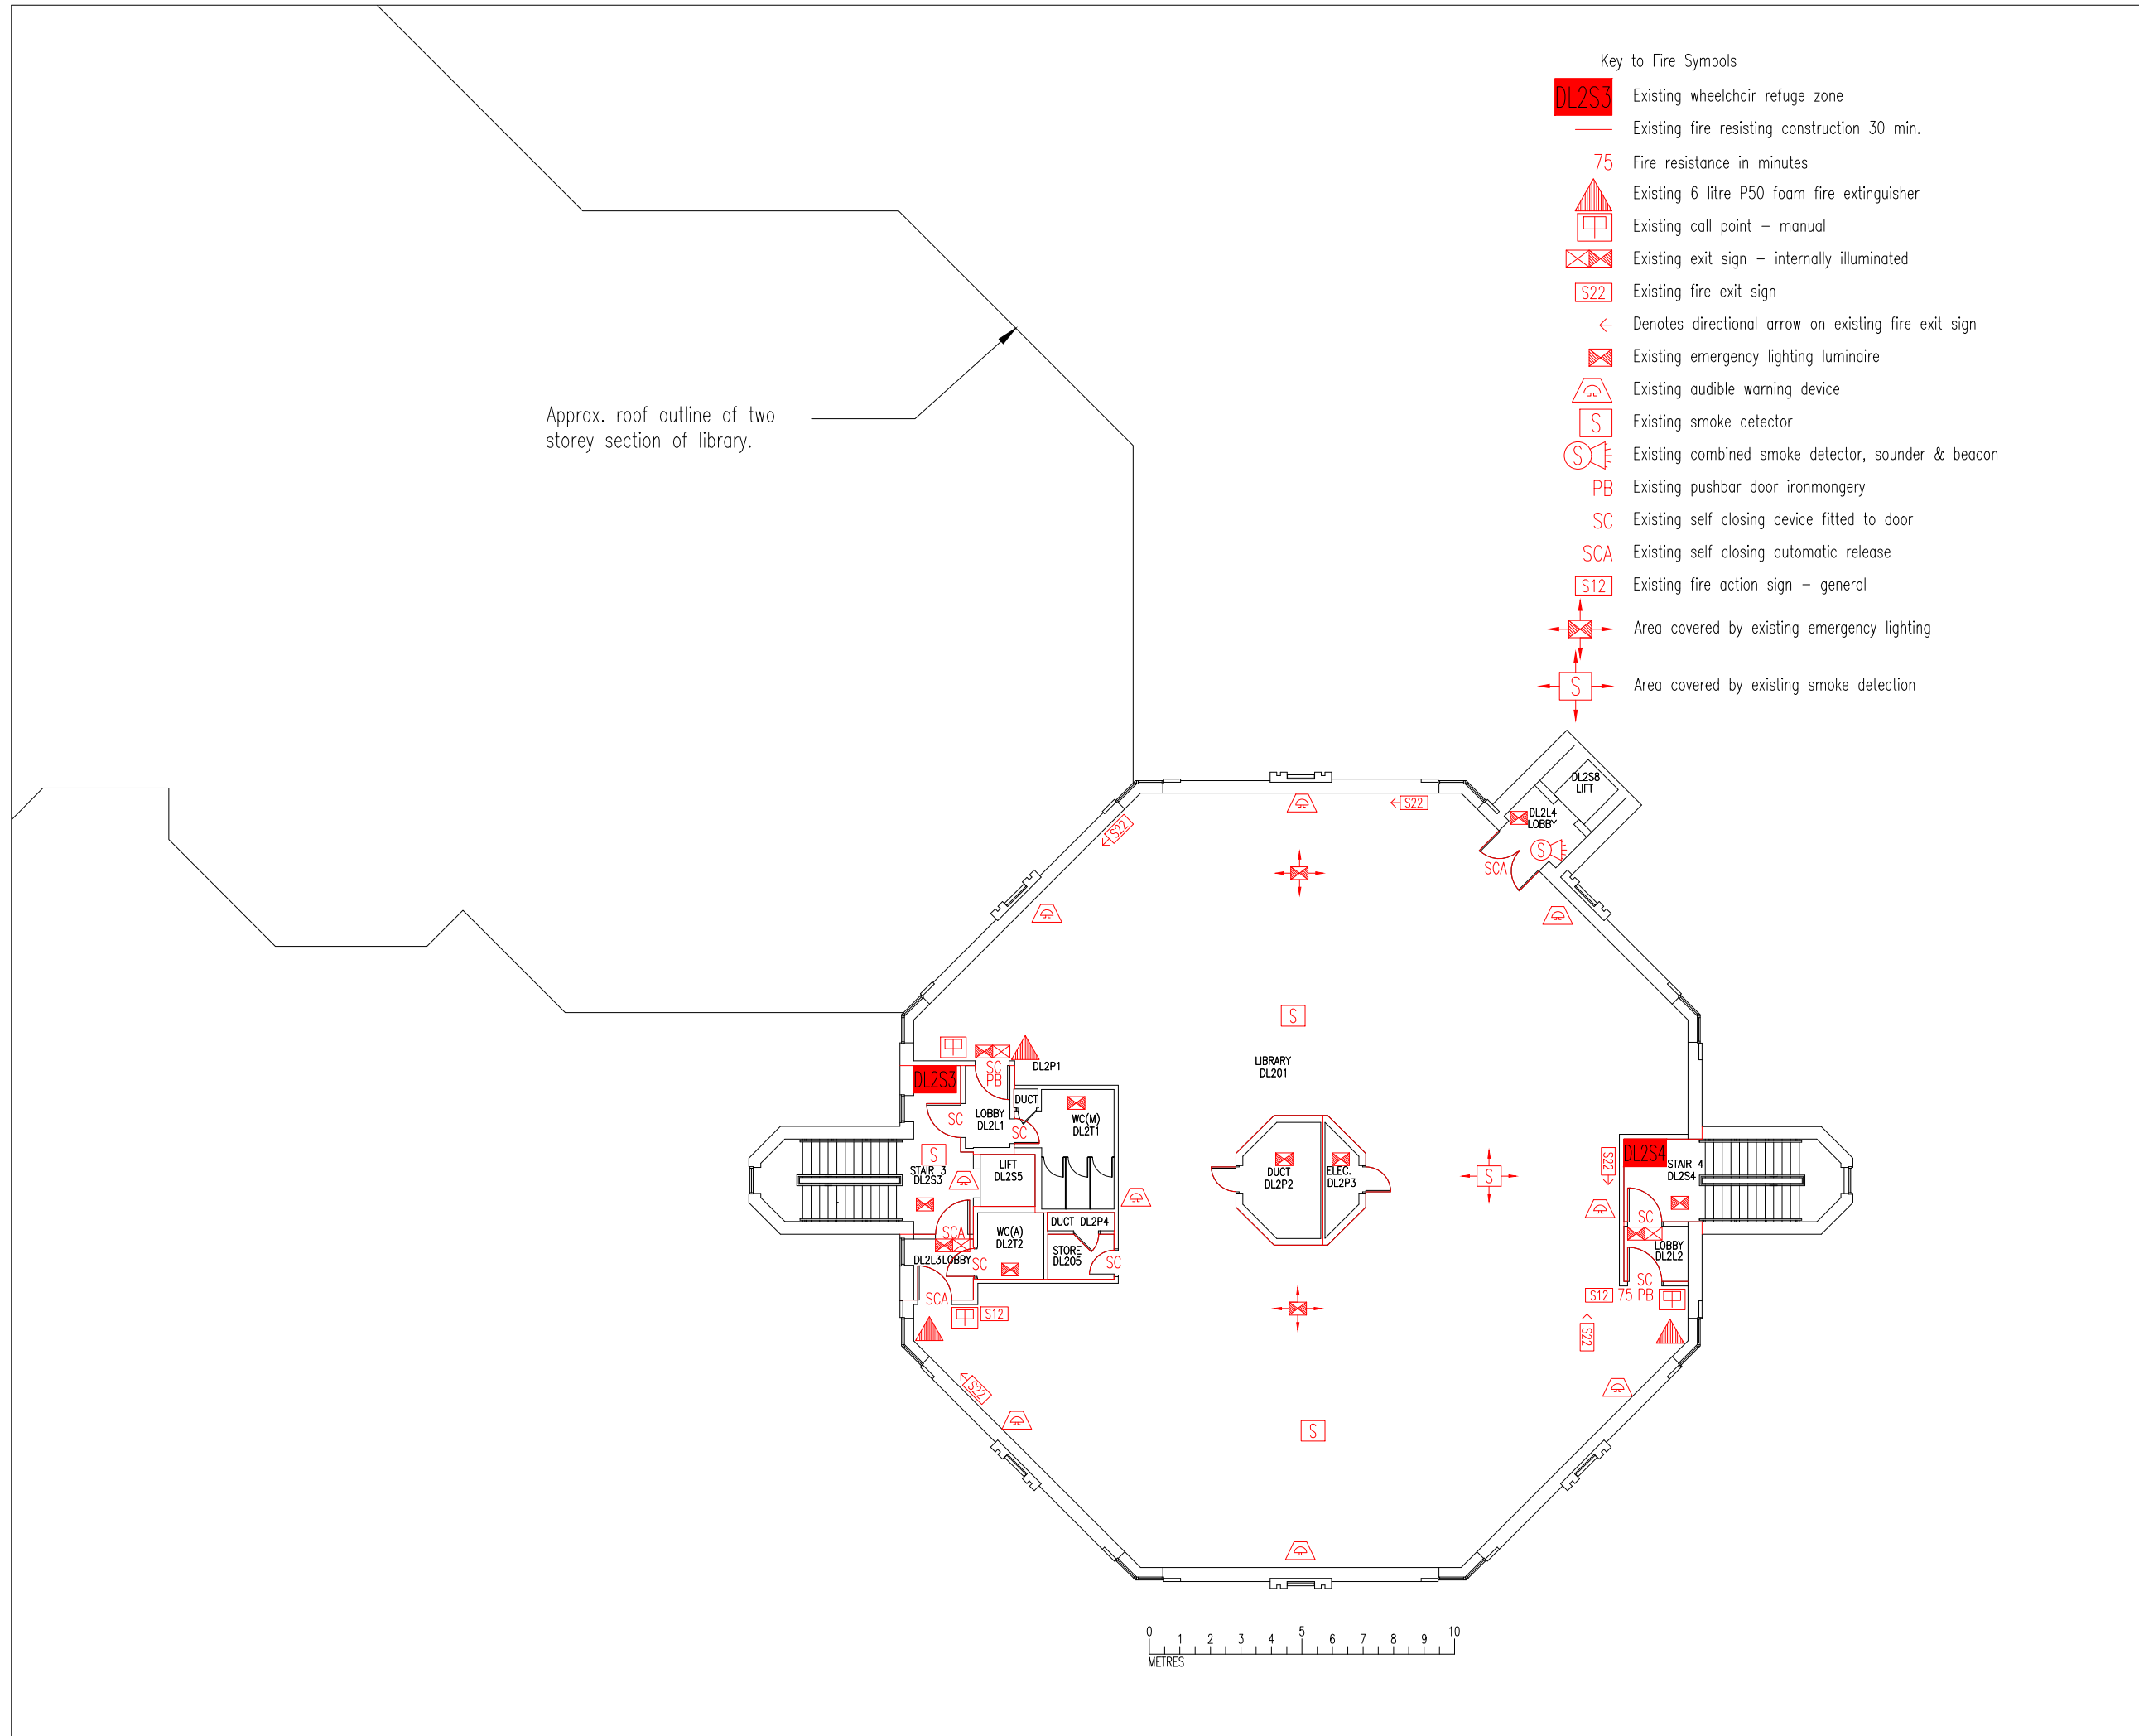 Key to Fire Symbols
DL2S3 Existing wheelchair refuge zone
Existing fire resisting construction 30 min.
75 Fire resistance in minutes
Existing 6 litre P50 foam fire extinguisher
Existing call point – manual
Existing exit sign – internally illuminated
S22 Existing fire exit sign
Denotes directional arrow on existing fire exit sign
Existing emergency lighting luminaire
Existing audible warning device
S Existing smoke detector
S Existing combined smoke detector, sounder & beacon
PB Existing pushbar door ironmongery
SC Existing self closing device fitted to door
SCA Existing self closing automatic release
S12 Existing fire action sign – general
Area covered by existing emergency lighting
S Area covered by existing smoke detection
Approx. roof outline of two
storey section of library.
DL2S8
LIFT
S22
S22
DL2L4
LOBBY
S
SCA
S
LIBRARY
DL201
DL2P1
SC
PB
DL2S3
DUCT
LOBBY
DL2L1
SC
SC
WC(M)
DL2T1
S
STAIR 3
DL2S3
LIFT
DL2S5
DUCT
DL2P2
ELEC.
DL2P3
S
S22
DL2S4
STAIR 4
DL2S4
SC
SCA
WC(A)
DL2T2
DUCT DL2P4
STORE
DL205
SC
DL2L3LOBBY
SC
SCA
S12
LOBBY
DL2L2
SC
S12 75 PB
S22
S22
S
0 1 2 3 4 5 6 7 8 9 10
METRES